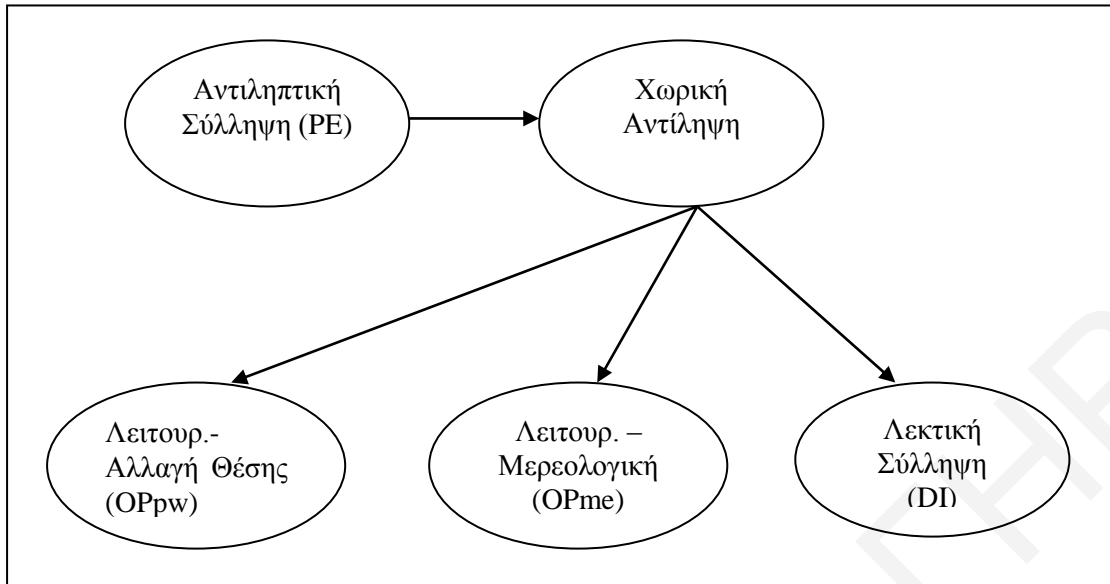 Αντιληπτική
Σύλληψη (PE)
Χωρική
Αντίληψη
Λειτουρ.-
Αλλαγή Θέσης
(OPpw)
Λειτουρ. –
Μερεολογική
(OPme)
Λεκτική
Σύλληψη
(DI)